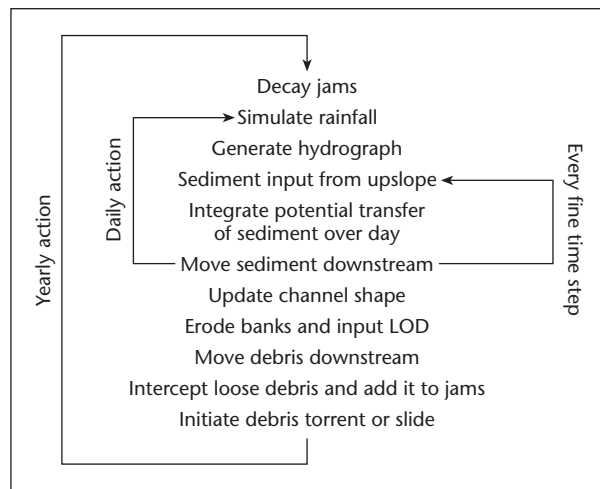 Decay jams
Simulate rainfall
Generate hydrograph
Sediment input from upslope
Integrate potential transfer
of sediment over day
Move sediment downstream
Update channel shape
Erode banks and input LOD
Move debris downstream
Intercept loose debris and add it to jams
Initiate debris torrent or slide
Yearly action
Daily action
Every fine time step